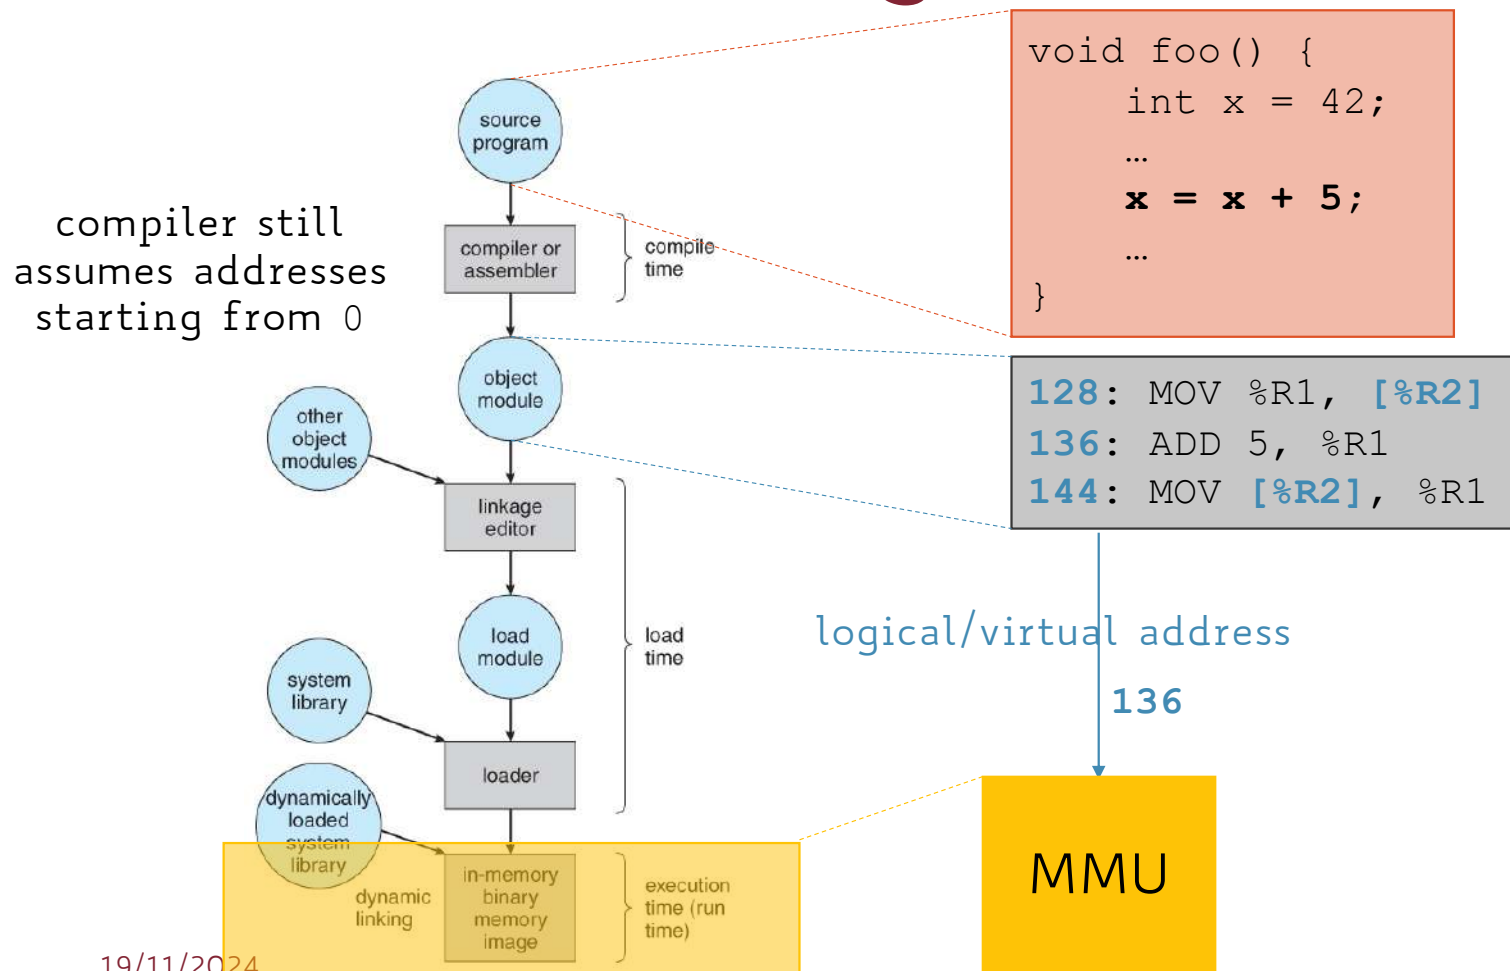 void foo() {
int x = 42;
…
x = x + 5;
…
}
compiler still
assumes addresses
starting from 0
source
program
compiler or
assembler
compile
time
object
module
other
object
modules
linkage
editor
load
module
load
time
system
library
loader
dynamically
loaded
system
library
dynamic
linking
in-memory
binary
memory
image
execution
time (run
time)
128: MOV %R1, [%R2]
136: ADD 5, %R1
144: MOV [%R2], %R1
logical/virtual address
136
MMU
19/11/2024